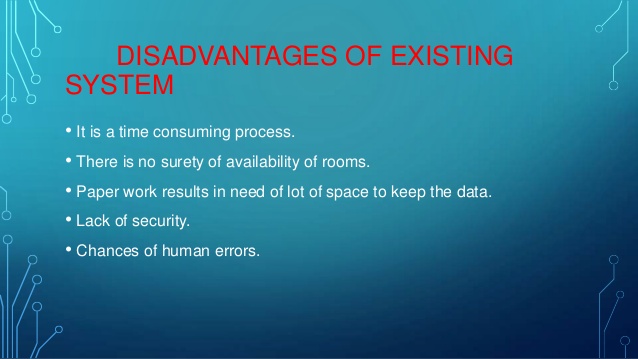 DISADVANTAGES OF EXISTING
SYSTEM
• It is a time consuming process.
• There is no surety of availability of rooms.
• Paper work results in need of lot of space to keep the data.
• Lack of security.
• Chances of human errors.